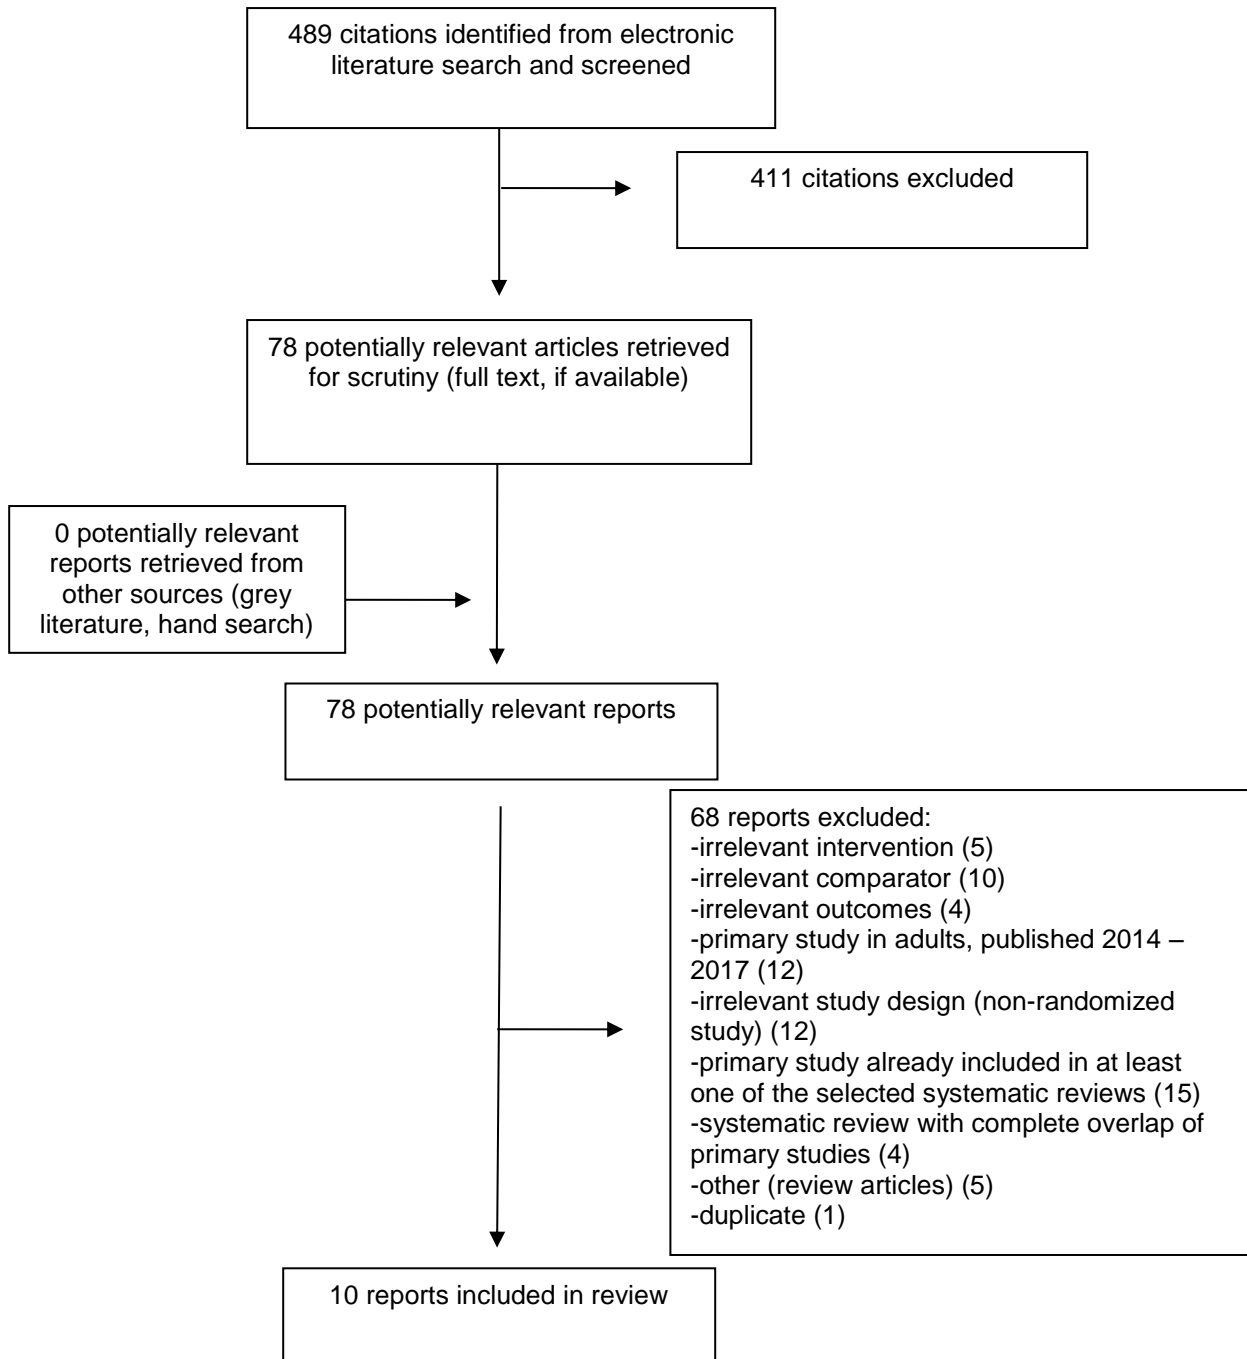 489 citations identified from electronic
literature search and screened
411 citations excluded
78 potentially relevant articles retrieved
for scrutiny (full text, if available)
0 potentially relevant
reports retrieved from
other sources (grey
literature, hand search)
78 potentially relevant reports
68 reports excluded:
-irrelevant intervention (5)
-irrelevant comparator (10)
-irrelevant outcomes (4)
-primary study in adults, published 2014 –
2017 (12)
-irrelevant study design (non-randomized
study) (12)
-primary study already included in at least
one of the selected systematic reviews (15)
-systematic review with complete overlap of
primary studies (4)
-other (review articles) (5)
-duplicate (1)
10 reports included in review